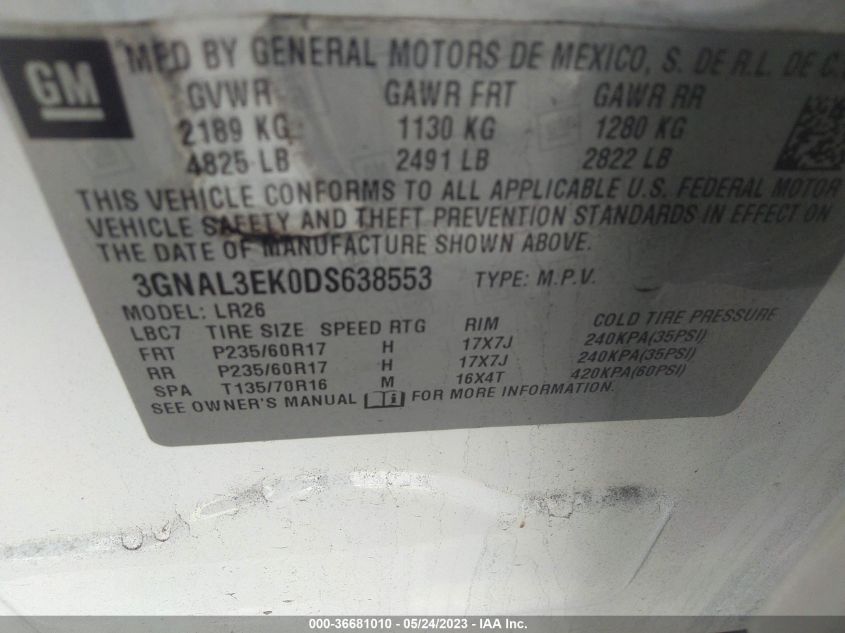 GM
MFD BY GENERAL MOTORS DE MEXICO, S. DE R.L. DE C.
GVWR GAWR FRT GAWR RR
2189 KG 1130 KG 1280 KG
4825 LB 2491 LB 2822 LB
THIS VEHICLE CONFORMS TO ALL APPLICABLE U.S. FEDERAL MOTOR
VEHICLE SAFETY AND THEFT PREVENTION STANDARDS IN EFFECT ON
THE DATE OF MANUFACTURE SHOWN ABOVE.
3GNAL3EK0DS638553 TYPE: M.P.V.
MODEL: LR26
LBC7 TIRE SIZE SPEED RTG RIM COLD TIRE PRESSURE
FRT P235/60R17 H 17X7J 240KPA(35PSI)
RR P235/60R17 H 17X7J 240KPA(35PSI)
SPA T135/70R16 M 16X4T 420KPA(60PSI)
SEE OWNER'S MANUAL i FOR MORE INFORMATION.
000-36681010 - 05/24/2023 - IAA Inc.